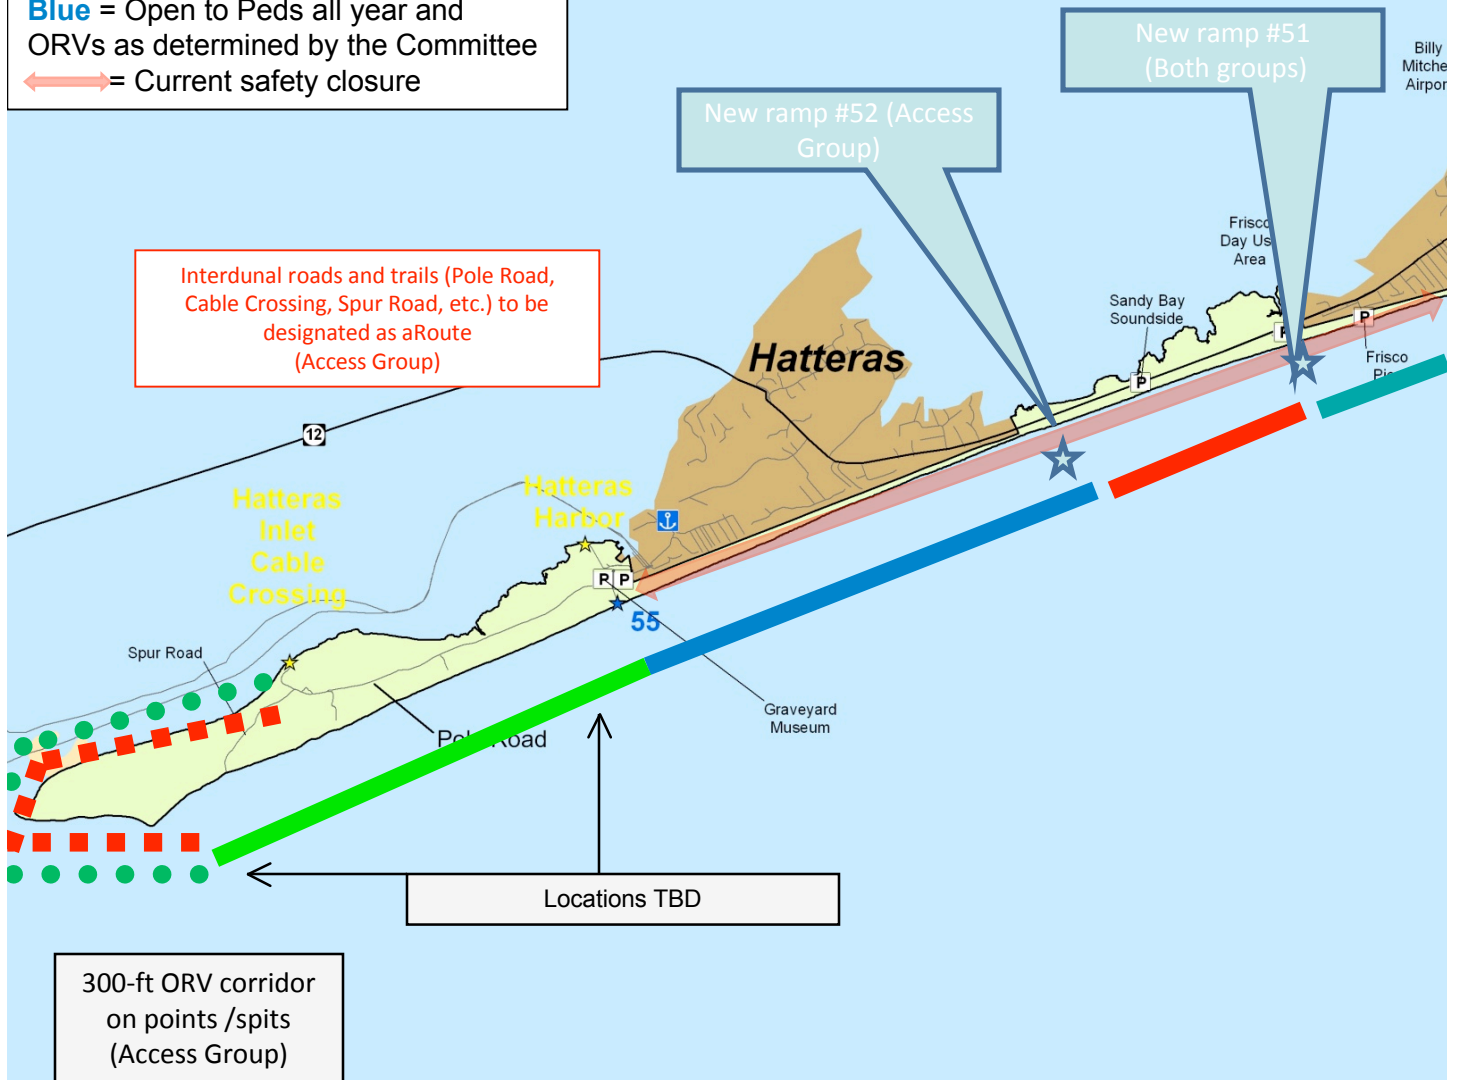 Blue = Open to Peds all year and
ORVs as determined by the Committee
= Current safety closure
New ramp #51
(Both groups)
Billy
Mitche
Airpor
New ramp #52 (Access
Group)
Frisco
Day Us
Area
Interdunal roads and trails (Pole Road,
Cable Crossing, Spur Road, etc.) to be
designated as aRoute
(Access Group)
Sandy Bay
Soundside
P
P
P
Frisco
Hatteras
12
Hatteras
Inlet
Cable
Crossing
Hatteras
Harbor
P P
55
Spur Road
Graveyard
Museum
Pole Road
Locations TBD
300-ft ORV corridor
on points /spits
(Access Group)